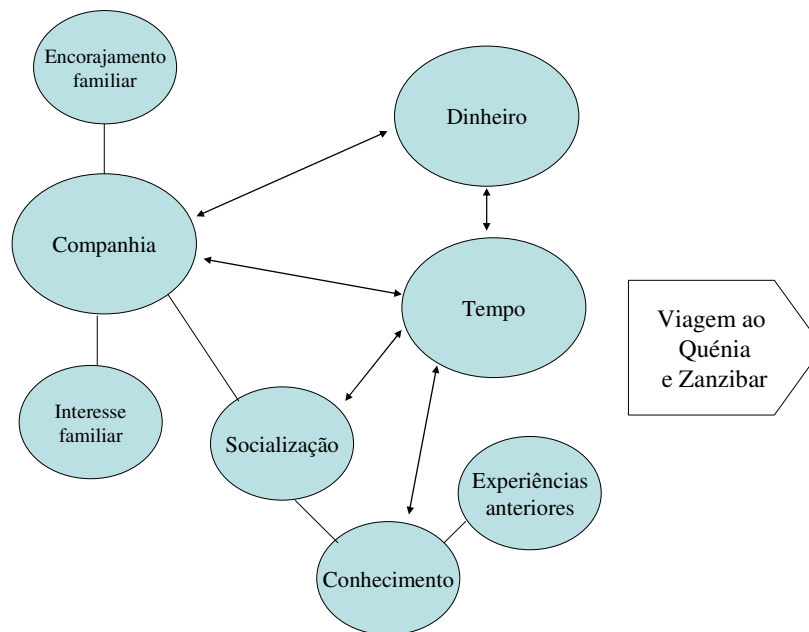 Encorajamento
familiar
Dinheiro
Companhia
Tempo
Viagem ao
Quénia
e Zanzibar
Interesse
familiar
Socialização
Experiências
anteriores
Conhecimento